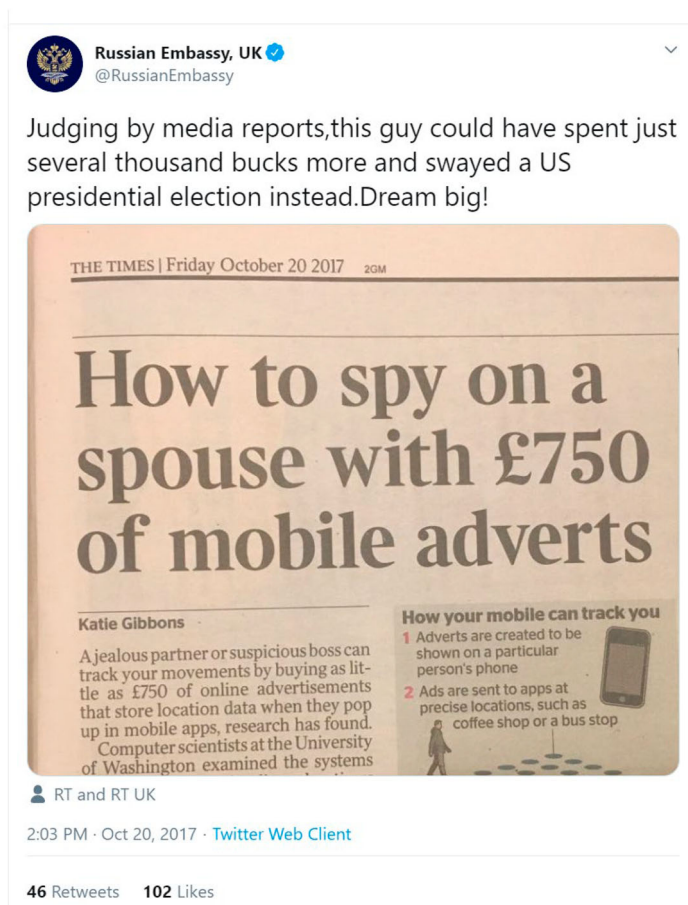 Russian Embassy, UK
@RussianEmbassy
Judging by media reports,this guy could have spent just
several thousand bucks more and swayed a US
presidential election instead.Dream big!
THE TIMES | Friday October 20 2017 2GM
How to spy on a
spouse with £750
of mobile adverts
Katie Gibbons
A jealous partner or suspicious boss can
track your movements by buying as lit-
tle as £750 of online advertisements
that store location data when they pop
up in mobile apps, research has found.
Computer scientists at the University
of Washington examined the systems
How your mobile can track you
1 Adverts are created to be
shown on a particular
person's phone
2 Ads are sent to apps at
precise locations, such as
coffee shop or a bus stop
RT and RT UK
2:03 PM · Oct 20, 2017 · Twitter Web Client
46 Retweets 102 Likes